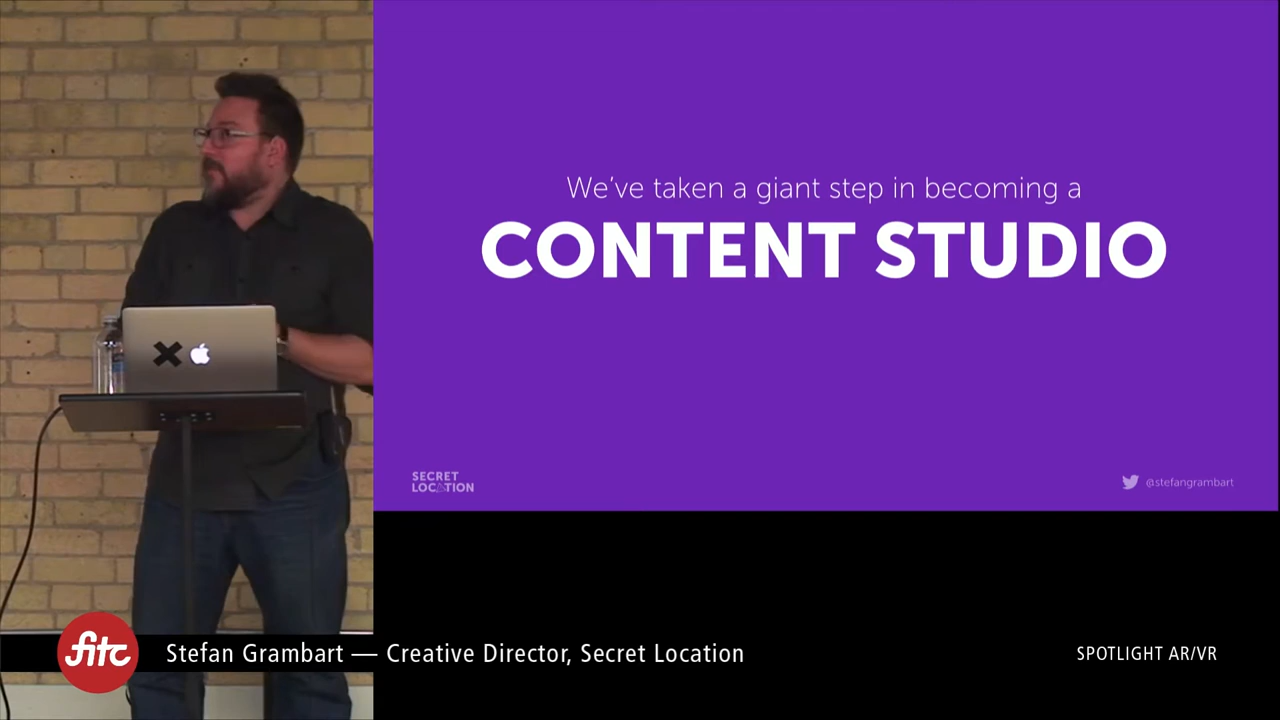 We've taken a giant step in becoming a
CONTENT STUDIO
SECRET
LOCATION
@stefangrambart
fitc
Stefan Grambart — Creative Director, Secret Location
SPOTLIGHT AR/VR